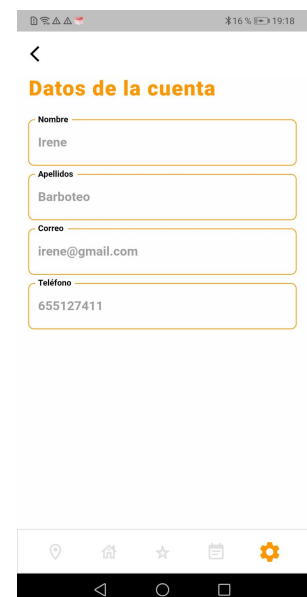 16 % 19:18
Datos de la cuenta
Nombre
Irene
Apellidos
Barboteo
Correo
irene@gmail.com
Teléfono
655127411